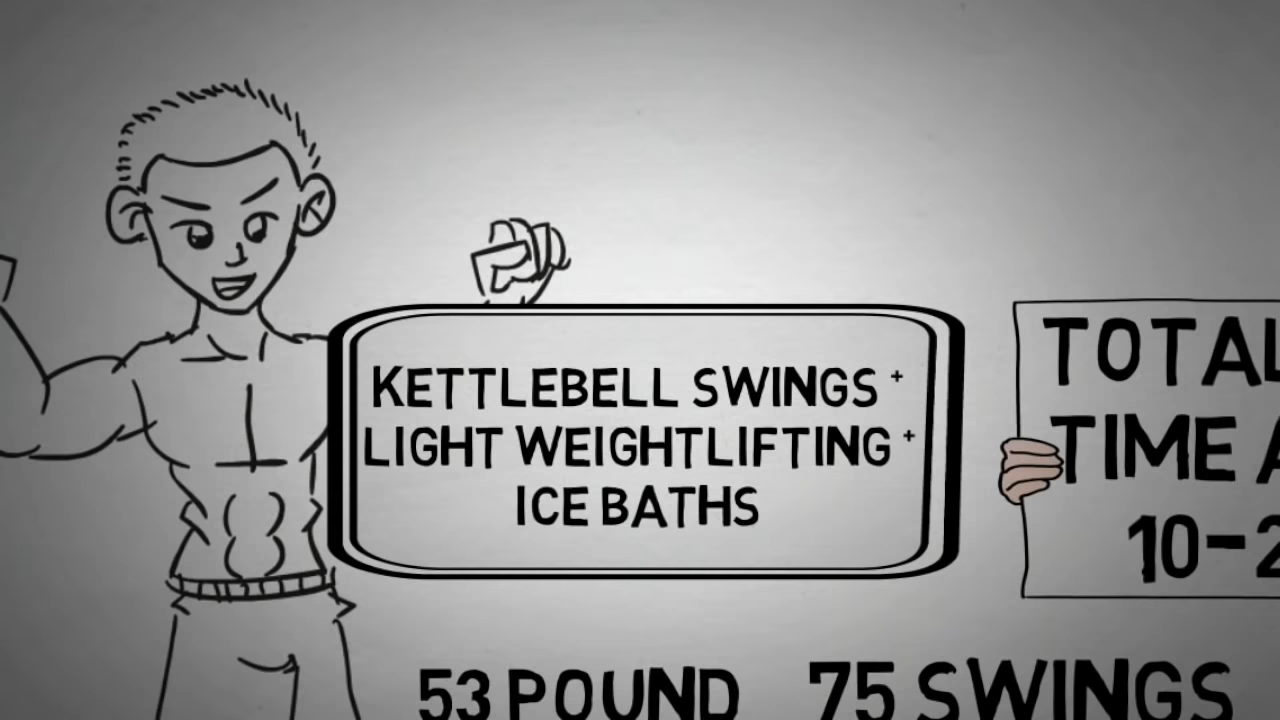 KETTLEBELL SWINGS +
LIGHT WEIGHTLIFTING +
ICE BATHS
TOTAL
TIME
10-2
53 POUND 75 SWINGS